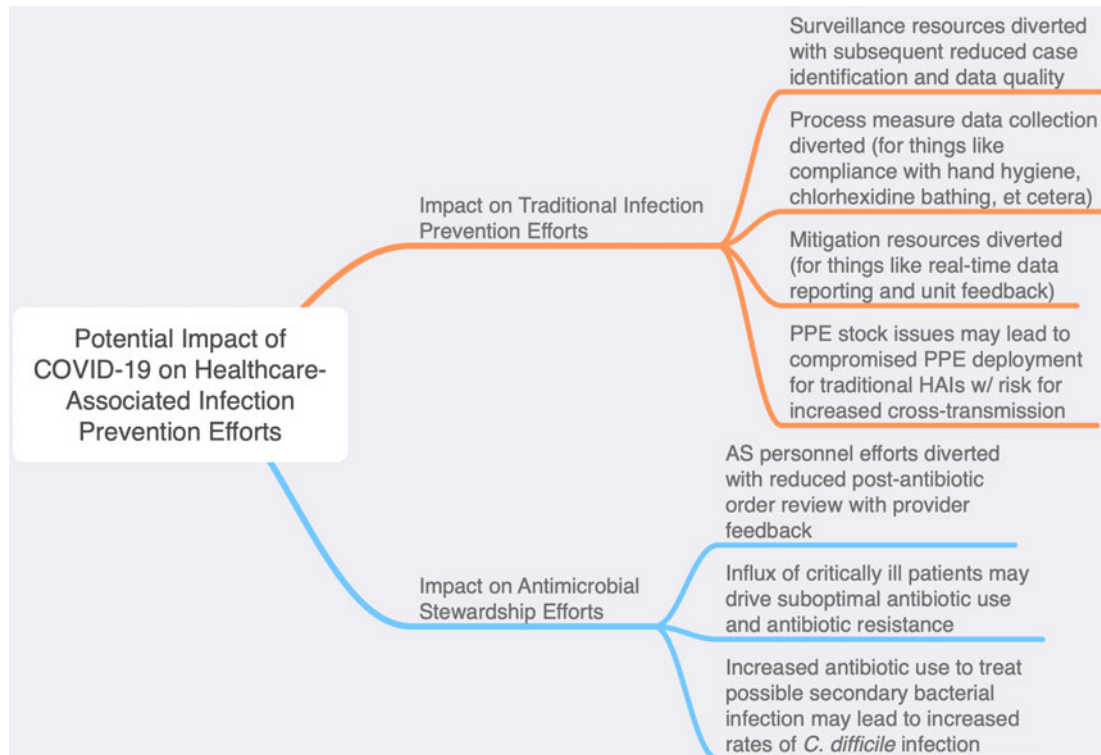 Surveillance resources diverted
with subsequent reduced case
identification and data quality
Process measure data collection
diverted (for things like
compliance with hand hygiene,
chlorhexidine bathing, et cetera)
Impact on Traditional Infection
Prevention Efforts
Mitigation resources diverted
(for things like real-time data
reporting and unit feedback)
PPE stock issues may lead to
compromised PPE deployment
for traditional HAIs w/ risk for
increased cross-transmission
Potential Impact of
COVID-19 on Healthcare-
Associated Infection
Prevention Efforts
AS personnel efforts diverted
with reduced post-antibiotic
order review with provider
feedback
Impact on Antimicrobial
Stewardship Efforts
Influx of critically ill patients may
drive suboptimal antibiotic use
and antibiotic resistance
Increased antibiotic use to treat
possible secondary bacterial
infection may lead to increased
rates of C. difficile infection